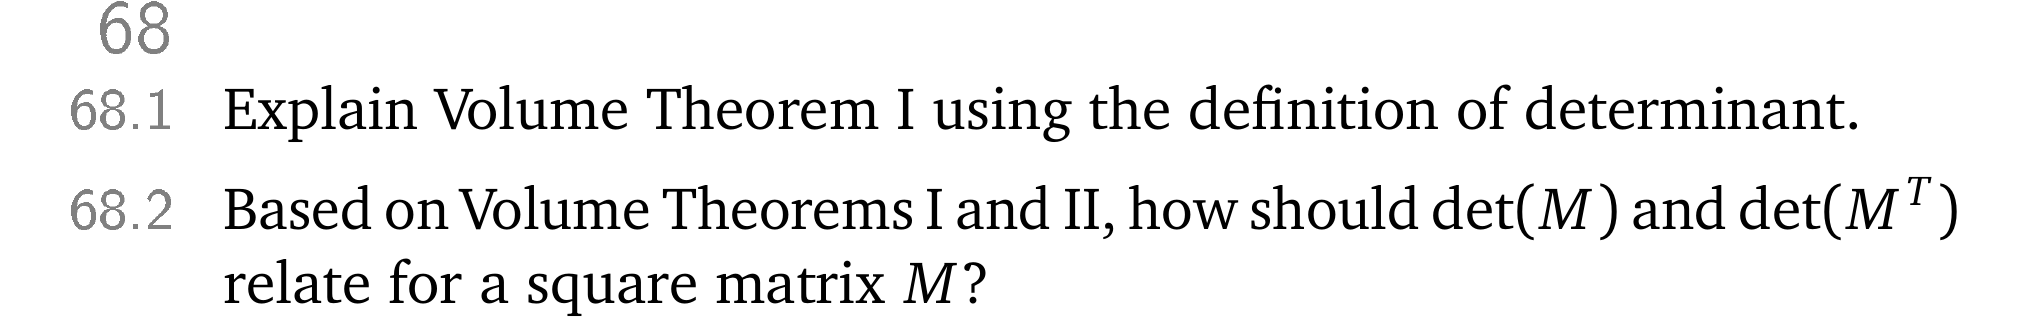 68
68.1 Explain Volume Theorem I using the definition of determinant.
68.2 Based on Volume Theorems I and II, how should det(M) and det(Mᵀ)
relate for a square matrix M?